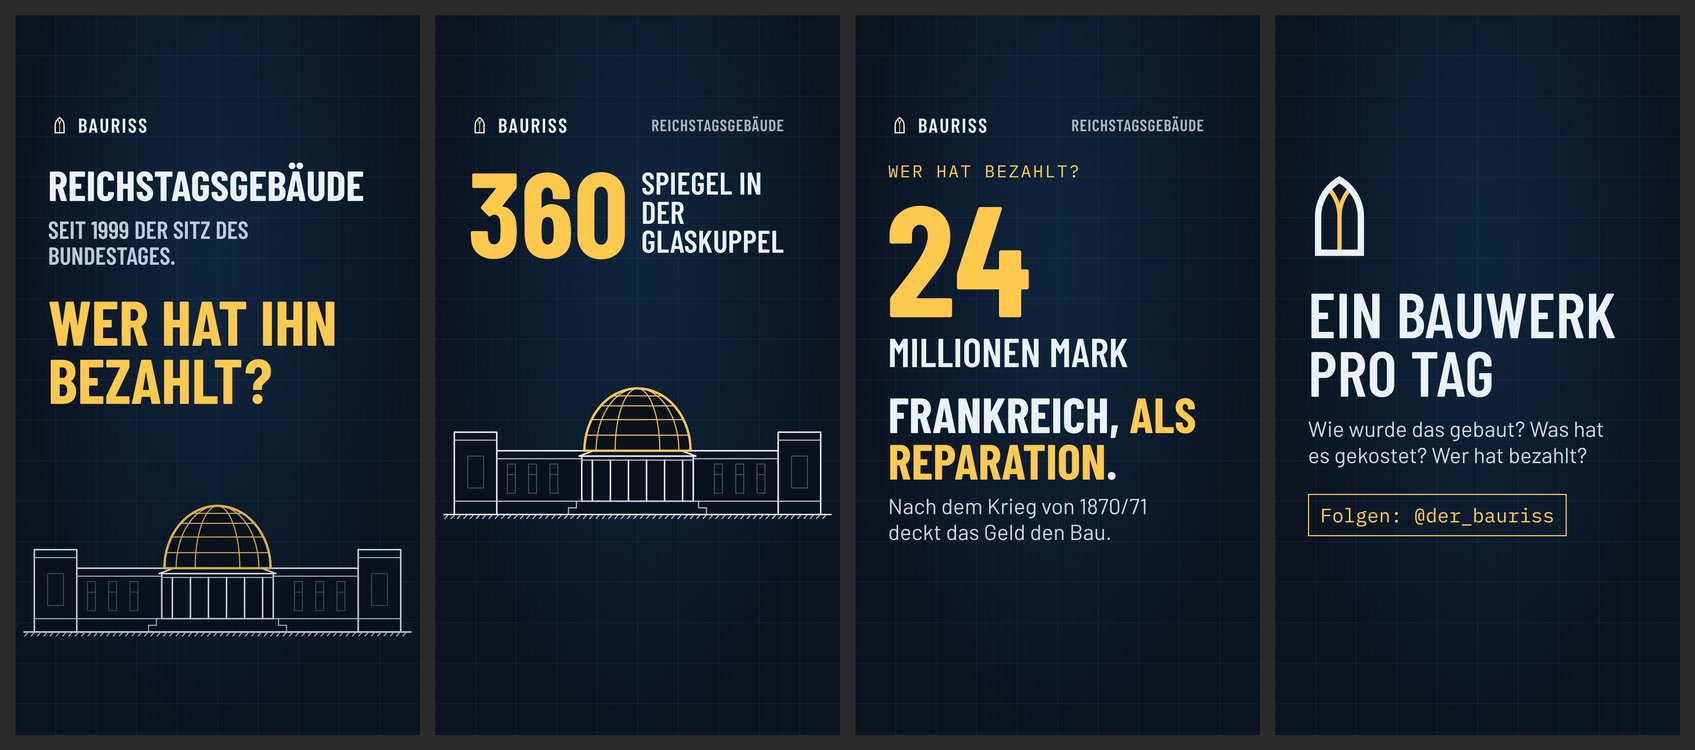 BAURISS
REICHSTAGSGEBÄUDE
SEIT 1999 DER SITZ DES
BUNDESTAGES.
WER HAT IHN
BEZAHLT?
BAURISS
REICHSTAGSGEBÄUDE
360
SPIEGEL IN
DER
GLASKUPPEL
BAURISS
REICHSTAGSGEBÄUDE
WER HAT BEZAHLT?
24
MILLIONEN MARK
FRANKREICH, ALS
REPARATION.
Nach dem Krieg von 1870/71
deckt das Geld den Bau.
EIN BAUWERK
PRO TAG
Wie wurde das gebaut? Was hat
es gekostet? Wer hat bezahlt?
Folgen: @der_bauriss